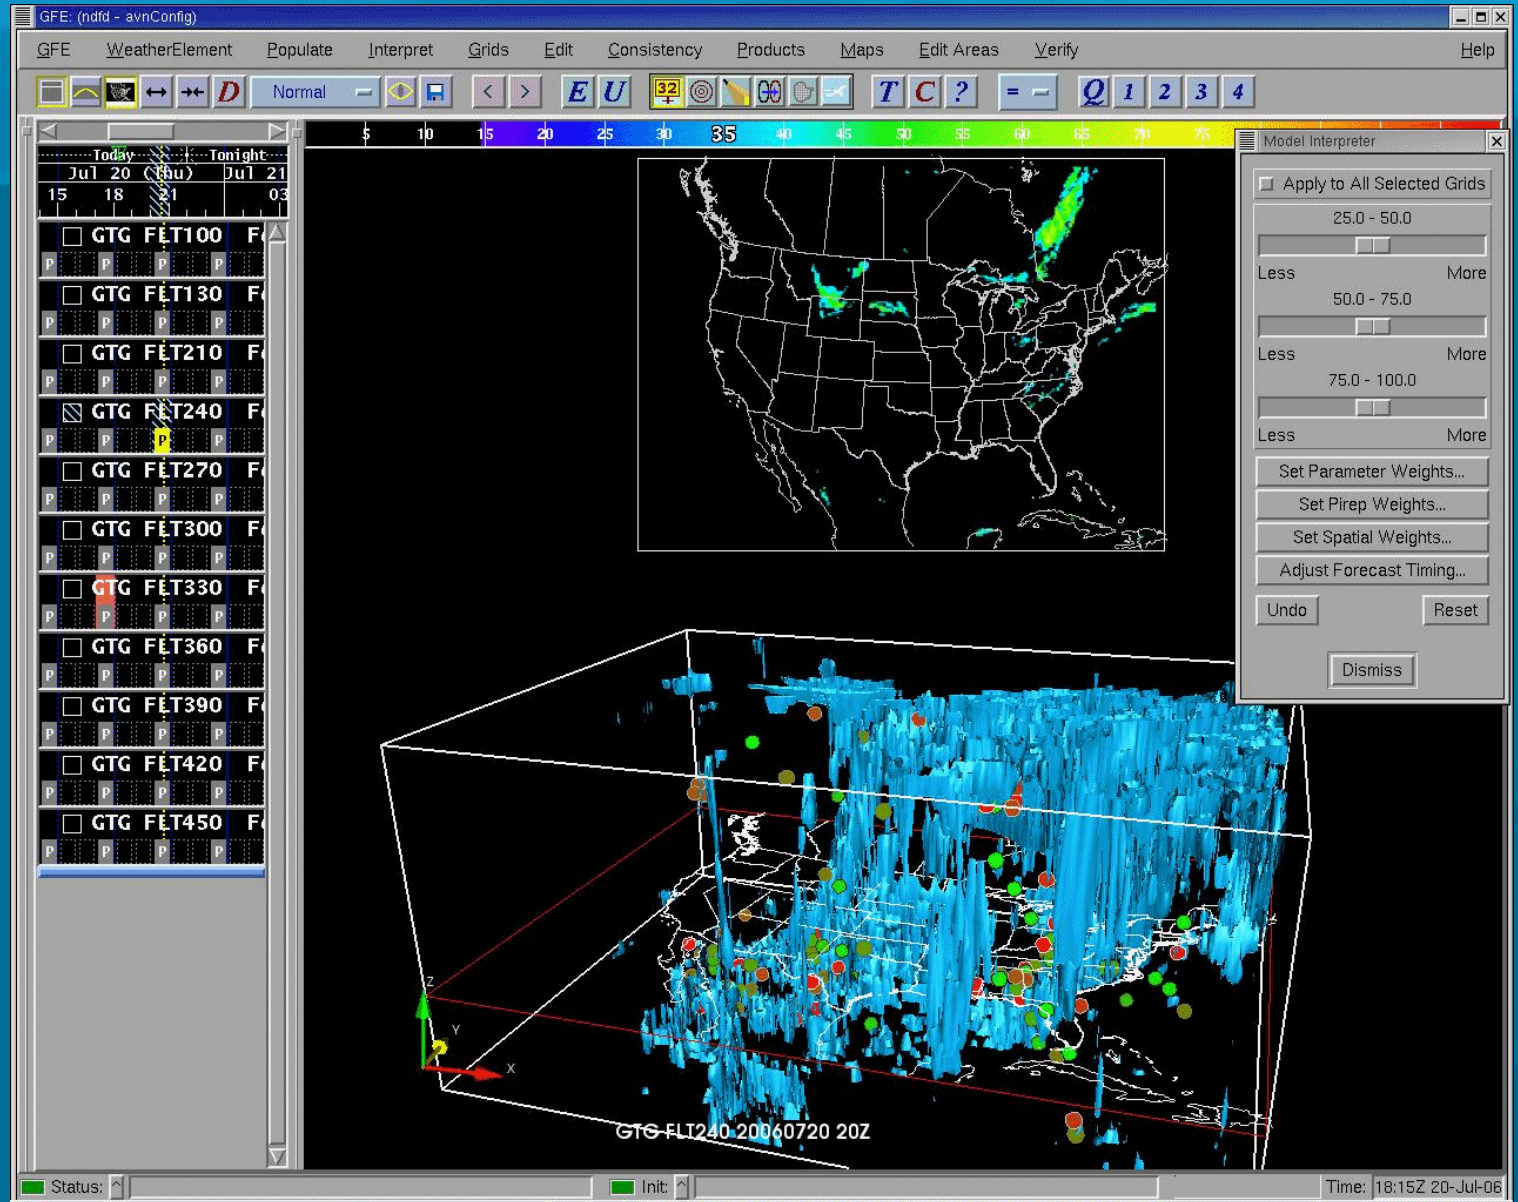 GFE: (ndfd - avnConfig)
GFE WeatherElement Populate Interpret Grids Edit Consistency Products Maps Edit Areas Verify Help
D Normal < > E U 32 T C ? = Q 1 2 3 4
5 10 15 20 25 30 35 40 45 50 55 60 65 70 75
Today Tonight
Jul 20 (Thu) Jul 21
15 18 21 03
GTG FLT100
P P P P
GTG FLT130
P P P P
GTG FLT210
P P P P
GTG FLT240
P P P P
GTG FLT270
P P P P
GTG FLT300
P P P P
GTG FLT330
P P P P
GTG FLT360
P P P P
GTG FLT390
P P P P
GTG FLT420
P P P P
GTG FLT450
P P P P
Model Interpreter
Apply to All Selected Grids
25.0 - 50.0
Less More
50.0 - 75.0
Less More
75.0 - 100.0
Less More
Set Parameter Weights...
Set Pirep Weights...
Set Spatial Weights...
Adjust Forecast Timing...
Undo Reset
Dismiss
Z
Y
X
GTG FLT240 20060720 20Z
Status: Init: Time: 18:15Z 20-Jul-06